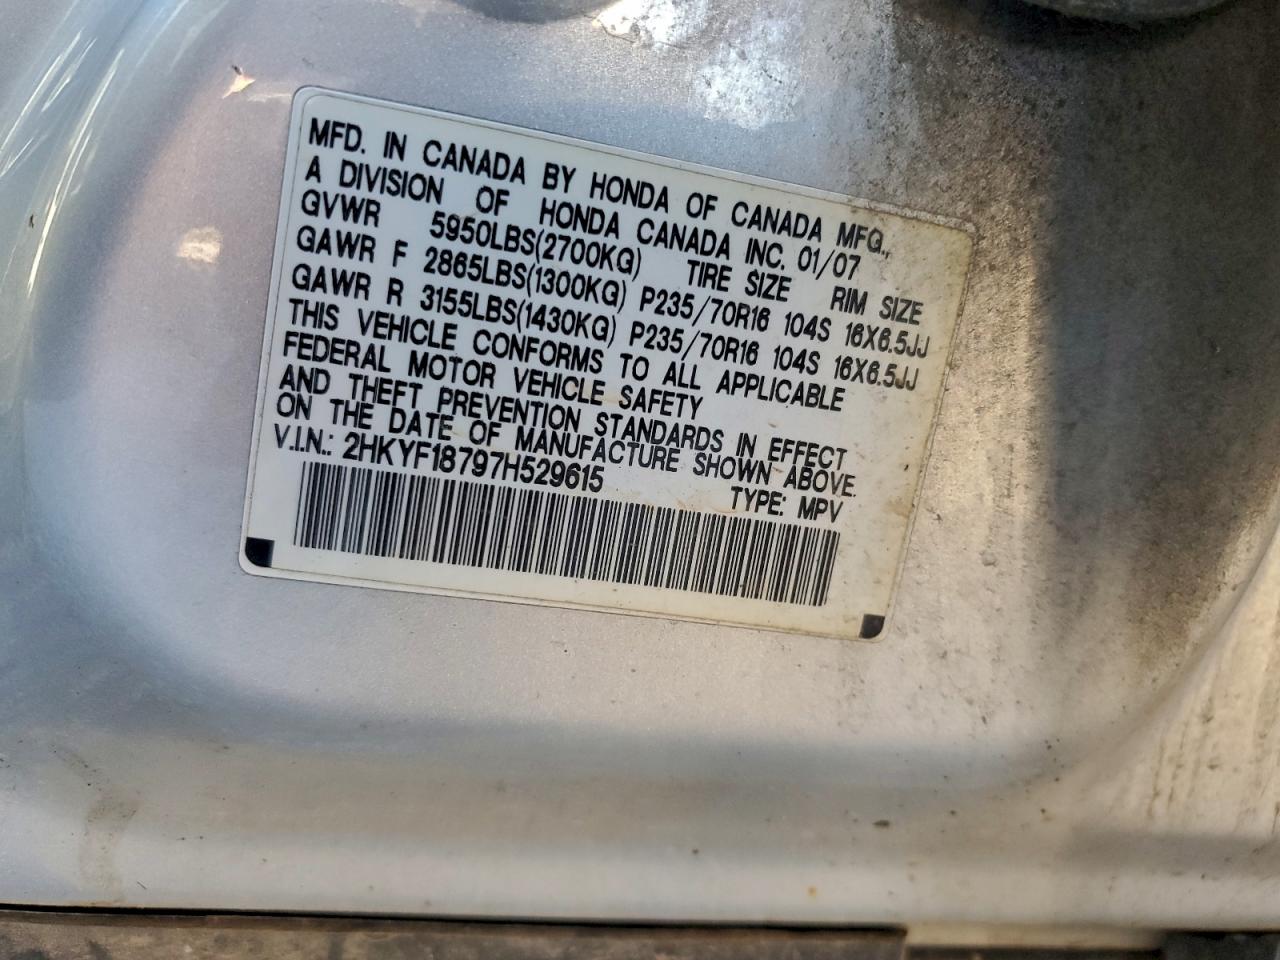 MFD. IN CANADA BY HONDA OF CANADA MFG.,
A DIVISION OF HONDA CANADA INC. 01/07
GVWR 5950LBS(2700KG) TIRE SIZE RIM SIZE
GAWR F 2865LBS(1300KG) P235/70R16 104S 16X6.5JJ
GAWR R 3155LBS(1430KG) P235/70R16 104S 16X6.5JJ
THIS VEHICLE CONFORMS TO ALL APPLICABLE
FEDERAL MOTOR VEHICLE SAFETY
AND THEFT PREVENTION STANDARDS IN EFFECT
ON THE DATE OF MANUFACTURE SHOWN ABOVE.
V.I.N.: 2HKYF18797H529615 TYPE: MPV